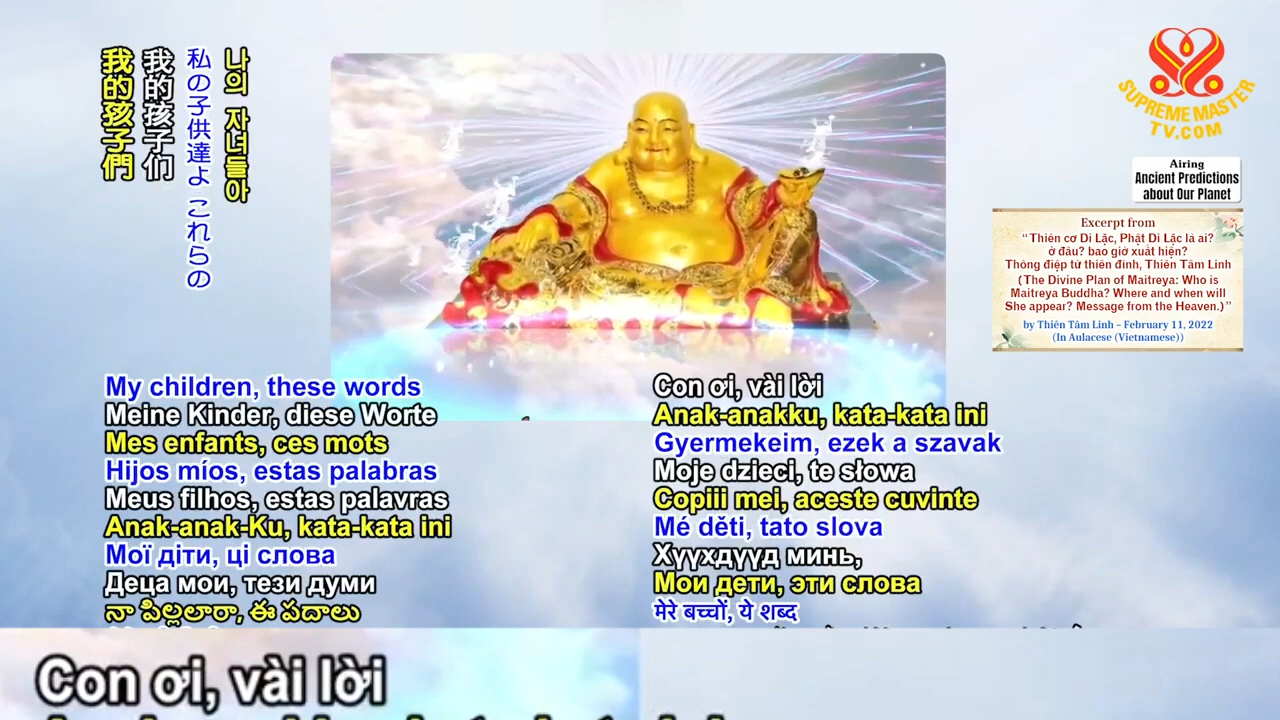 나의 자녀들아
私の子供達よ これらの
我的孩子们
我的孩子們
SUPREME MASTER
TV.COM
Airing
Ancient Predictions
about Our Planet
Excerpt from
“Thiên cơ Di Lặc, Phật Di Lặc là ai?
ở đâu? bao giờ xuất hiện?
Thông điệp từ thiên đình, Thiên Tâm Linh
(The Divine Plan of Maitreya: Who is
Maitreya Buddha? Where and when will
She appear? Message from the Heaven.)”
by Thiên Tâm Linh – February 11, 2022
(In Aulacese (Vietnamese))
My children, these words
Meine Kinder, diese Worte
Mes enfants, ces mots
Hijos míos, estas palabras
Meus filhos, estas palavras
Anak-anak-Ku, kata-kata ini
Мої діти, ці слова
Деца мои, тези думи
నా పిల్లలారా, ఈ పదాలు
Con ơi, vài lời
Anak-anakku, kata-kata ini
Gyermekeim, ezek a szavak
Moje dzieci, te słowa
Copiii mei, aceste cuvinte
Mé děti, tato slova
Хүүхдүүд минь,
Мои дети, эти слова
मेरे बच्चों, ये शब्द
Con ơi, vài lời